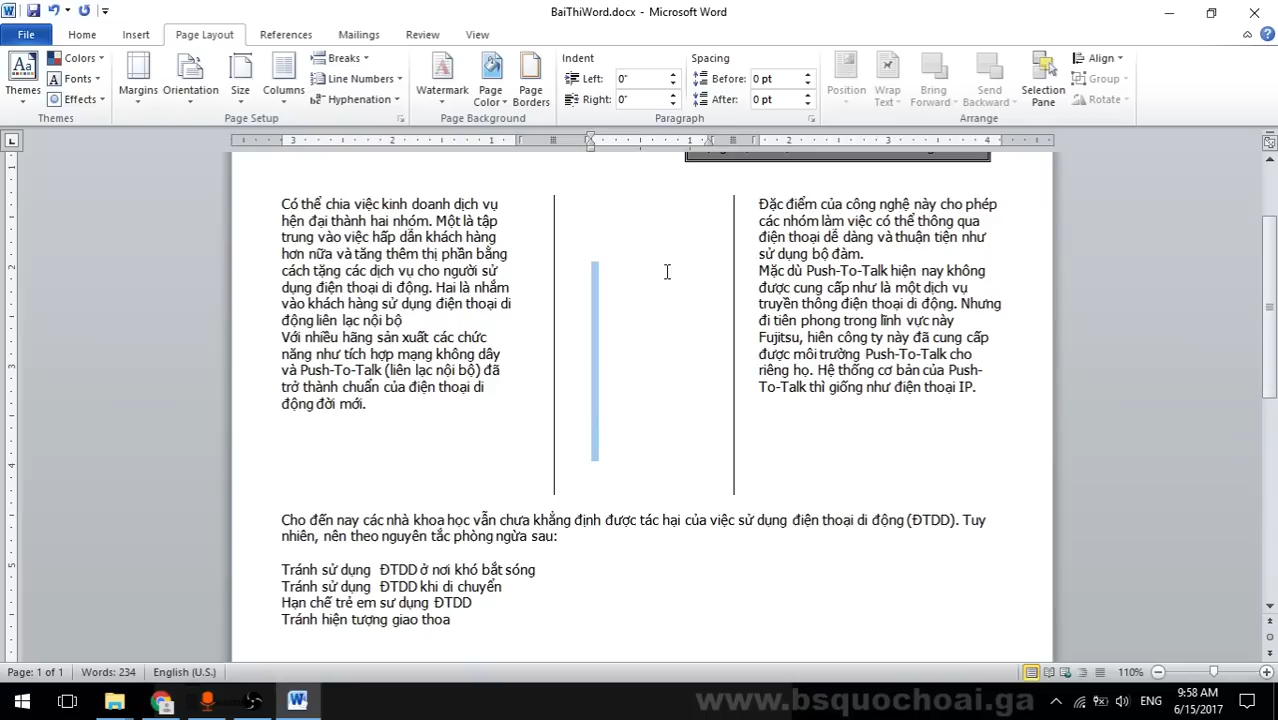 BaiThiWord.docx - Microsoft Word
File Home Insert Page Layout References Mailings Review View
Themes
Colors
Fonts
Effects
Themes
Margins Orientation Size Columns
Breaks
Line Numbers
Hyphenation
Page Setup
Watermark Page Color Page Borders
Page Background
Indent
Left: 0"
Right: 0"
Spacing
Before: 0 pt
After: 0 pt
Paragraph
Position Wrap Text Bring Forward Send Backward Selection Pane
Align
Group
Rotate
Arrange
3 2 1 1 2 3 4
Có thể chia việc kinh doanh dịch vụ
hện đại thành hai nhóm. Một là tập
trung vào việc hấp dẫn khách hàng
hơn nữa và tăng thêm thị phần bằng
cách tặng các dịch vụ cho người sử
dụng điện thoại di động. Hai là nhắm
vào khách hàng sử dụng điện thoại di
động liên lạc nội bộ
Với nhiều hãng sản xuất các chức
năng như tích hợp mạng không dây
và Push-To-Talk (liên lạc nội bộ) đã
trở thành chuẩn của điện thoại di
động đời mới.
Đặc điểm của công nghệ này cho phép
các nhóm làm việc có thể thông qua
điện thoại dễ dàng và thuận tiện như
sử dụng bộ đàm.
Mặc dù Push-To-Talk hiện nay không
được cung cấp như là một dịch vụ
truyền thông điện thoại di động. Nhưng
đi tiên phong trong lĩnh vực này
Fujitsu, hiên công ty này đã cung cấp
được môi trường Push-To-Talk cho
riêng họ. Hệ thống cơ bản của Push-
To-Talk thì giống như điện thoại IP.
Cho đến nay các nhà khoa học vẫn chưa khẳng định được tác hại của việc sử dụng điện thoại di động (ĐTDD). Tuy
nhiên, nên theo nguyên tắc phòng ngừa sau:
Tránh sử dụng ĐTDD ở nơi khó bắt sóng
Tránh sử dụng ĐTDD khi di chuyển
Hạn chế trẻ em sư dụng ĐTDD
Tránh hiện tượng giao thoa
Page: 1 of 1 Words: 234 English (U.S.) 110%
www.bsquochoai.ga
ENG
9:58 AM
6/15/2017